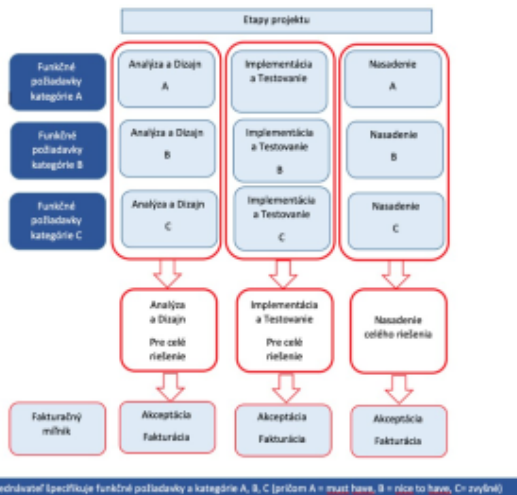 Etapy projektu
Funkčné
požiadavky
kategórie A
Analýza a Dizajn
A
Implementácia
a Testovanie
Nasadenie
A
Funkčné
požiadavky
kategórie B
Analýza a Dizajn
B
Implementácia
a Testovanie
B
Nasadenie
B
Funkčné
požiadavky
kategórie C
Analýza a Dizajn
C
Implementácia
a Testovanie
C
Nasadenie
C
Analýza
a Dizajn
Pre celé
riešenie
Implementácia
a Testovanie
Pre celé
riešenie
Nasadenie
celého riešenia
Fakturačný
míľnik
Akceptácia
Fakturácia
Akceptácia
Fakturácia
Akceptácia
Fakturácia
ednávateľ špecifikuje funkčné požiadavky a kategórie A, B, C (pričom A = must have, B = nice to have, C= zvyšné)